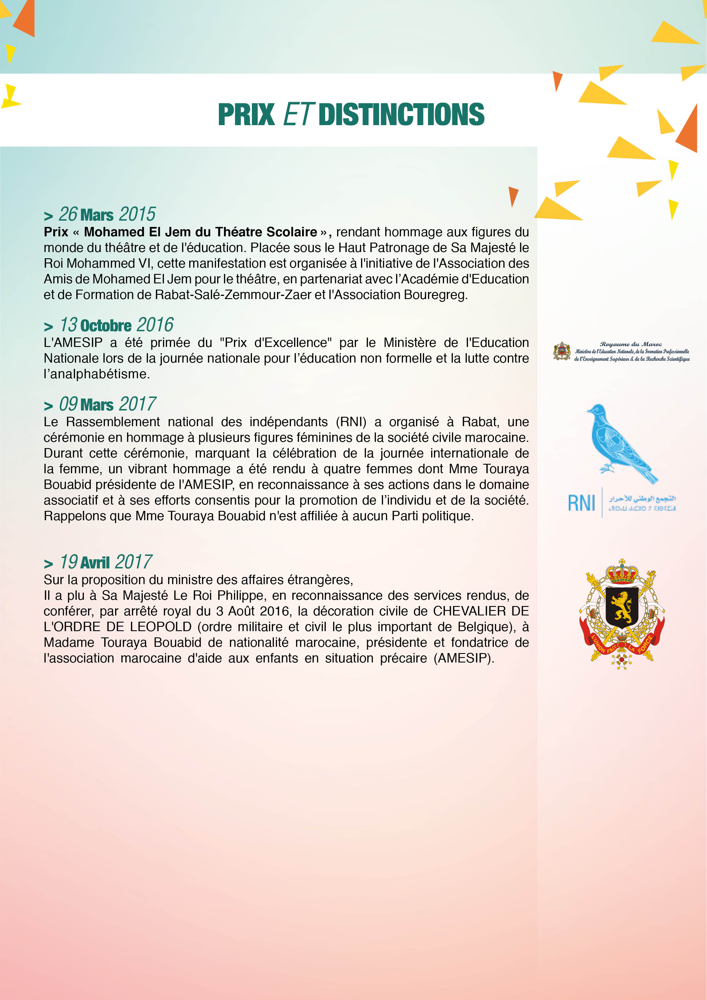 PRIX ET DISTINCTIONS
> 26 Mars 2015
Prix « Mohamed El Jem du Théatre Scolaire », rendant hommage aux figures du
monde du théâtre et de l'éducation. Placée sous le Haut Patronage de Sa Majesté le
Roi Mohammed VI, cette manifestation est organisée à l'initiative de l'Association des
Amis de Mohamed El Jem pour le théâtre, en partenariat avec l’Académie d'Education
et de Formation de Rabat-Salé-Zemmour-Zaer et l'Association Bouregreg.
> 13 Octobre 2016
L'AMESIP a été primée du "Prix d'Excellence" par le Ministère de l'Education
Nationale lors de la journée nationale pour l’éducation non formelle et la lutte contre
l’analphabétisme.
Royaume du Maroc
Ministère de l'Education Nationale, de la Formation Professionnelle
de l'Enseignement Supérieur & de la Recherche Scientifique
> 09 Mars 2017
Le Rassemblement national des indépendants (RNI) a organisé à Rabat, une
cérémonie en hommage à plusieurs figures féminines de la société civile marocaine.
Durant cette cérémonie, marquant la célébration de la journée internationale de
la femme, un vibrant hommage a été rendu à quatre femmes dont Mme Touraya
Bouabid présidente de l'AMESIP, en reconnaissance à ses actions dans le domaine
associatif et à ses efforts consentis pour la promotion de l’individu et de la société.
Rappelons que Mme Touraya Bouabid n'est affiliée à aucun Parti politique.
RNI
التجمع الوطني للأحرار
> 19 Avril 2017
Sur la proposition du ministre des affaires étrangères,
Il a plu à Sa Majesté Le Roi Philippe, en reconnaissance des services rendus, de
conférer, par arrêté royal du 3 Août 2016, la décoration civile de CHEVALIER DE
L'ORDRE DE LEOPOLD (ordre militaire et civil le plus important de Belgique), à
Madame Touraya Bouabid de nationalité marocaine, présidente et fondatrice de
l'association marocaine d'aide aux enfants en situation précaire (AMESIP).
L'UNION FAIT LA FORCE